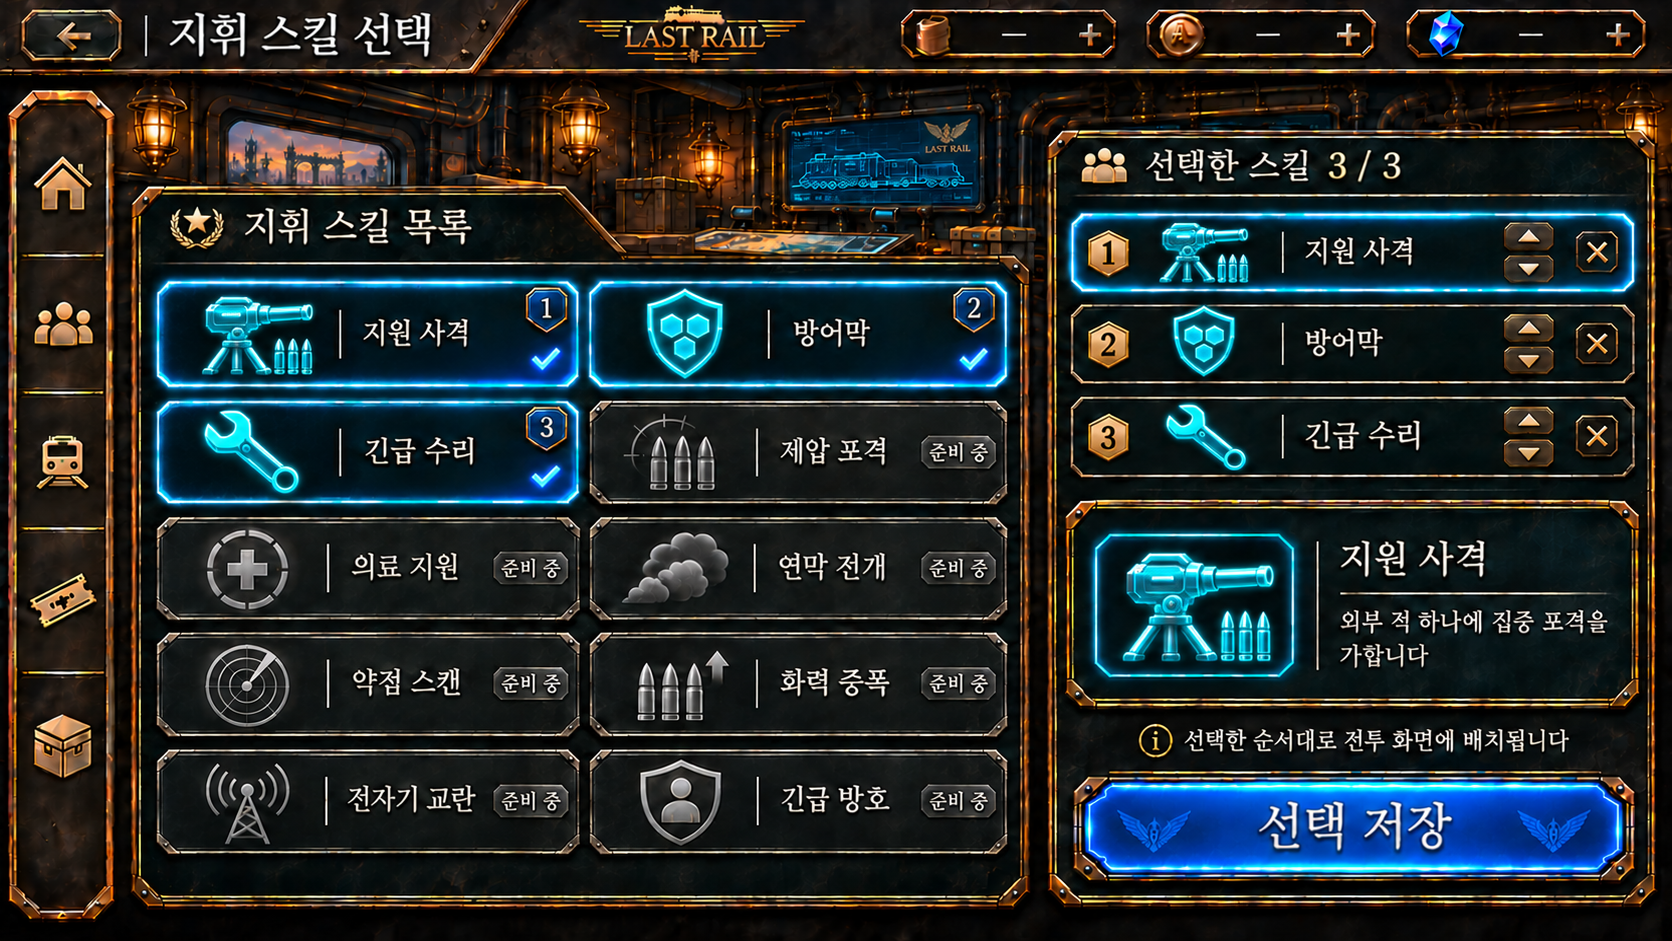 지휘 스킬 선택
LAST RAIL
A
LAST RAIL
지휘 스킬 목록
지원 사격
1
방어막
2
긴급 수리
3
제압 포격
준비 중
의료 지원
준비 중
연막 전개
준비 중
약점 스캔
준비 중
화력 증폭
준비 중
전자기 교란
준비 중
긴급 방호
준비 중
선택한 스킬 3 / 3
1
지원 사격
2
방어막
3
긴급 수리
지원 사격
외부 적 하나에 집중 포격을
가합니다
선택한 순서대로 전투 화면에 배치됩니다
선택 저장